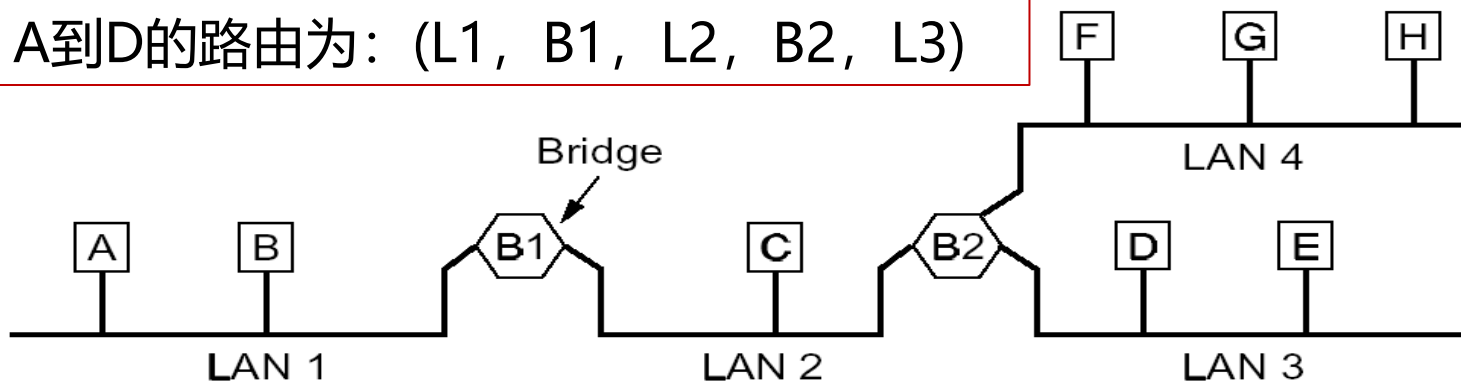 A到D的路由为：(L1，B1，L2，B2，L3)
F G H
LAN 4
Bridge
A B B1 C B2 D E
LAN 1 LAN 2 LAN 3